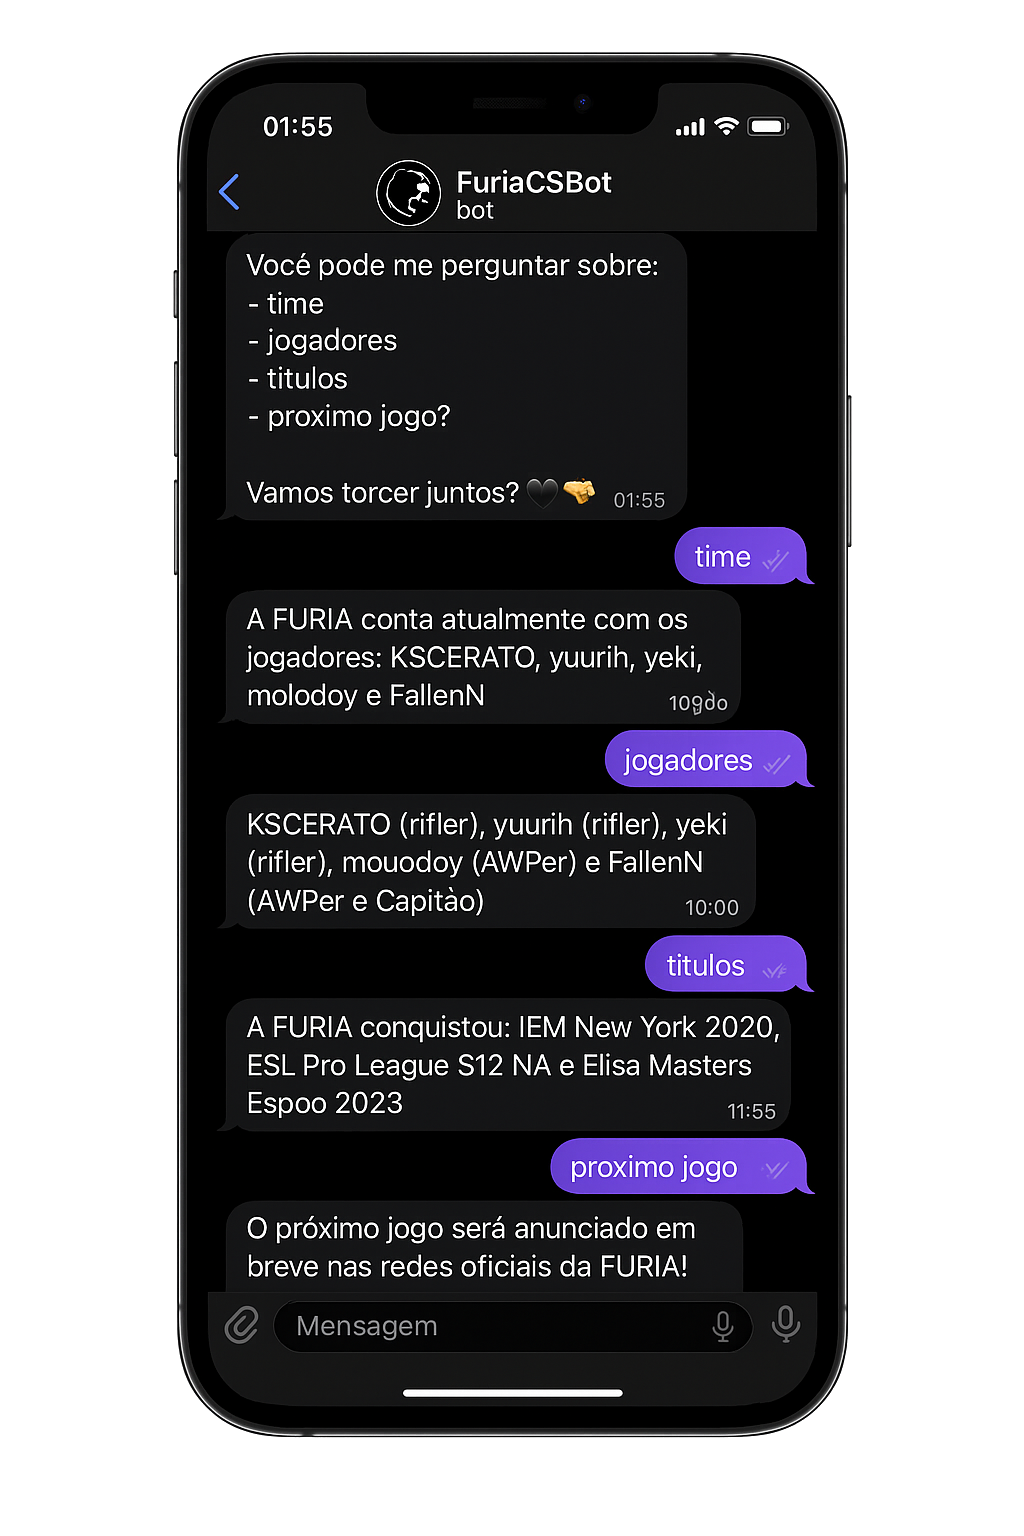 01:55
FuriaCSBot
bot
Vocé pode me perguntar sobre:
- time
- jogadores
- titulos
- proximo jogo?
Vamos torcer juntos? 🖤🤜
01:55
time
A FURIA conta atualmente com os
jogadores: KSCERATO, yuurih, yeki,
molodoy e FallenN
jogadores
KSCERATO (rifler), yuurih (rifler), yeki
(rifler), mouodoy (AWPer) e FallenN
(AWPer e Capitào)
10:00
titulos
A FURIA conquistou: IEM New York 2020,
ESL Pro League S12 NA e Elisa Masters
Espoo 2023
11:55
proximo jogo
O próximo jogo será anunciado em
breve nas redes oficiais da FURIA!
Mensagem